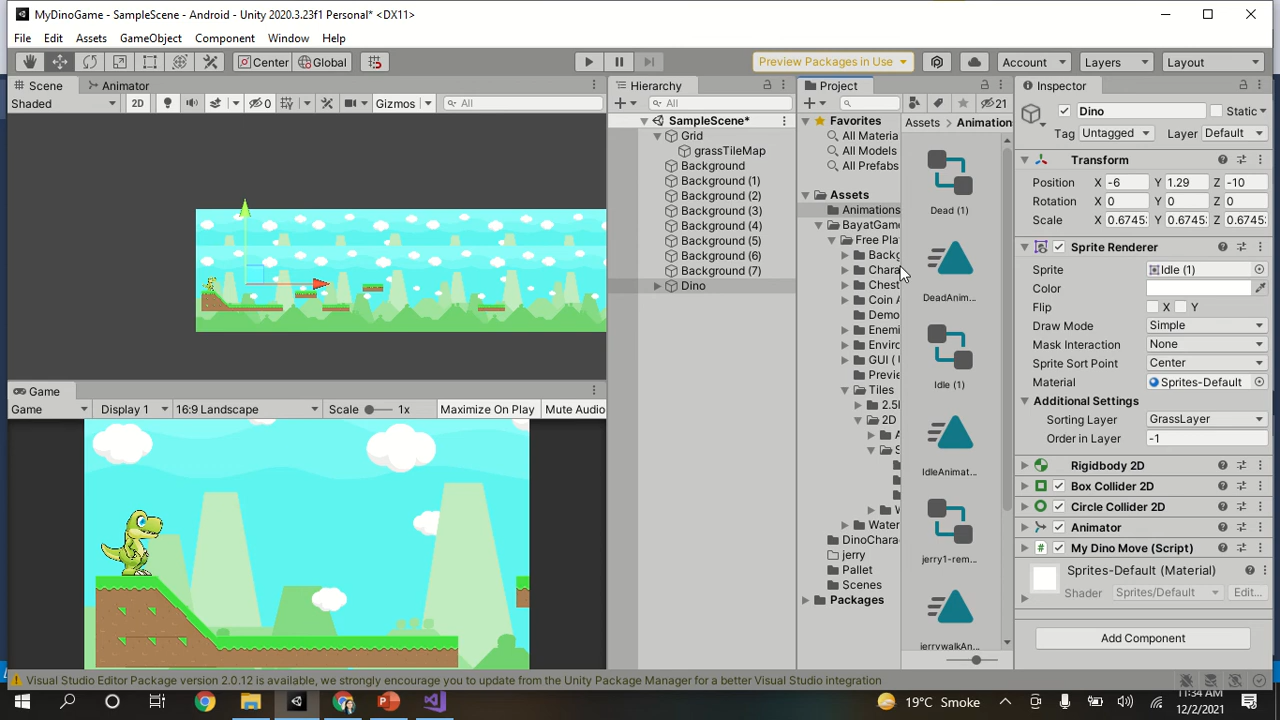 MyDinoGame - SampleScene - Android - Unity 2020.3.23f1 Personal* <DX11>
File Edit Assets GameObject Component Window Help
Center Global Preview Packages in Use Account Layers Layout
Scene Animator
Shaded 2D 0 Gizmos All
Game
Game Display 1 16:9 Landscape Scale 1x Maximize On Play Mute Audio
Hierarchy
All
SampleScene*
Grid
grassTileMap
Background
Background (1)
Background (2)
Background (3)
Background (4)
Background (5)
Background (6)
Background (7)
Dino
Project
21
Favorites
All Materia
All Models
All Prefabs
Assets
Animations
BayatGame
Free Pla
Backg
Chara
Chest
Coin A
Demo
Enemi
Enviro
GUI ( U
Previe
Tiles
2.5D
2D
A
S
W
Water
DinoChara
jerry
Pallet
Scenes
Packages
Assets > Animations
Dead (1)
DeadAnim...
Idle (1)
IdleAnimat...
jerry1-rem...
jerrywalkAn...
Inspector
Dino Static
Tag Untagged Layer Default
Transform
Position X -6 Y 1.29 Z -10
Rotation X 0 Y 0 Z 0
Scale X 0.6745 Y 0.6745 Z 0.6745
Sprite Renderer
Sprite Idle (1)
Color
Flip X Y
Draw Mode Simple
Mask Interaction None
Sprite Sort Point Center
Material Sprites-Default
Additional Settings
Sorting Layer GrassLayer
Order in Layer -1
Rigidbody 2D
Box Collider 2D
Circle Collider 2D
Animator
My Dino Move (Script)
Sprites-Default (Material)
Shader Sprites/Default Edit...
Add Component
Visual Studio Editor Package version 2.0.12 is available, we strongly encourage you to update from the Unity Package Manager for a better Visual Studio integration
19°C Smoke
11:34 AM
12/2/2021